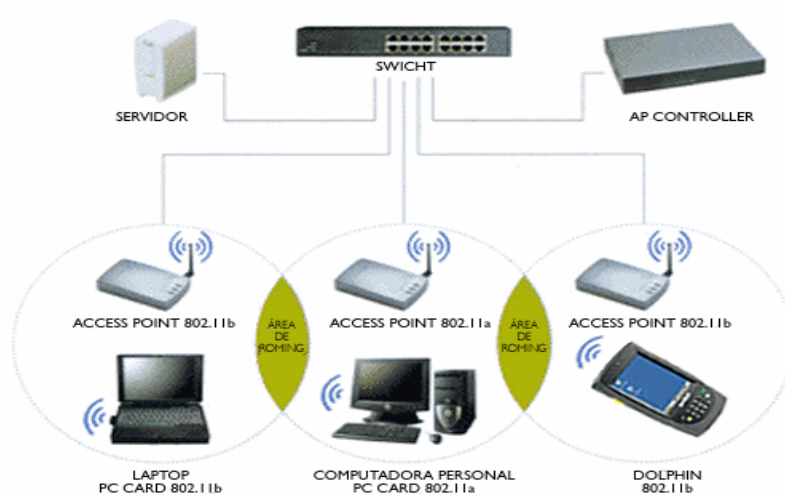 SWICHT
SERVIDOR
AP CONTROLLER
ACCESS POINT 802.11b
ACCESS POINT 802.11a
ACCESS POINT 802.11b
ÁREA
DE
ROMING
ÁREA
DE
ROMING
LAPTOP
PC CARD 802.11b
COMPUTADORA PERSONAL
PC CARD 802.11a
DOLPHIN
802.11b